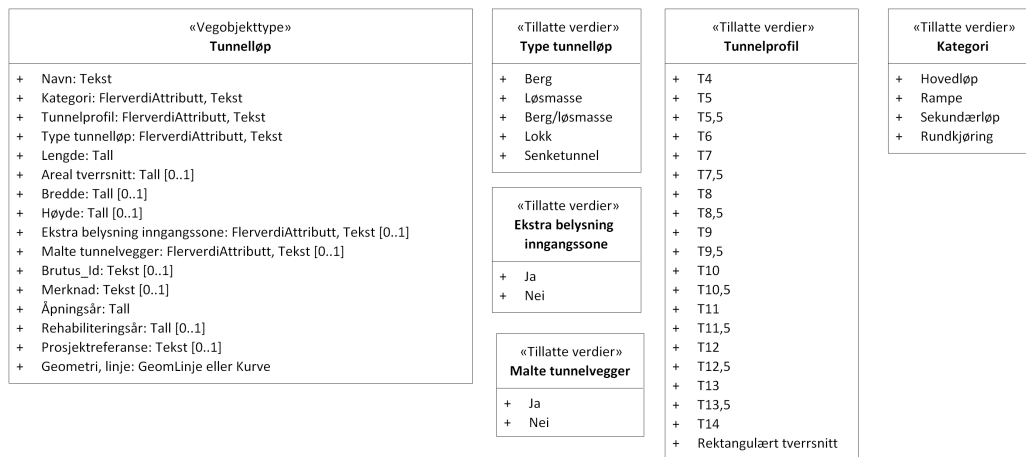 «Vegobjekttype»
Tunnelløp
+ Navn: Tekst
+ Kategori: FlerverdiAttributt, Tekst
+ Tunnelprofil: FlerverdiAttributt, Tekst
+ Type tunnelløp: FlerverdiAttributt, Tekst
+ Lengde: Tall
+ Areal tverrsnitt: Tall [0..1]
+ Bredde: Tall [0..1]
+ Høyde: Tall [0..1]
+ Ekstra belysning inngangssone: FlerverdiAttributt, Tekst [0..1]
+ Malte tunnelvegger: FlerverdiAttributt, Tekst [0..1]
+ Brutus_Id: Tekst [0..1]
+ Merknad: Tekst [0..1]
+ Åpningsår: Tall
+ Rehabiliteringsår: Tall [0..1]
+ Prosjektreferanse: Tekst [0..1]
+ Geometri, linje: GeomLinje eller Kurve
«Tillatte verdier»
Type tunnelløp
+ Berg
+ Løsmasse
+ Berg/løsmasse
+ Lokk
+ Senketunnel
«Tillatte verdier»
Ekstra belysning
inngangssone
+ Ja
+ Nei
«Tillatte verdier»
Malte tunnelvegger
+ Ja
+ Nei
«Tillatte verdier»
Tunnelprofil
+ T4
+ T5
+ T5,5
+ T6
+ T7
+ T7,5
+ T8
+ T8,5
+ T9
+ T9,5
+ T10
+ T10,5
+ T11
+ T11,5
+ T12
+ T12,5
+ T13
+ T13,5
+ T14
+ Rektangulært tverrsnitt
«Tillatte verdier»
Kategori
+ Hovedløp
+ Rampe
+ Sekundærløp
+ Rundkjøring